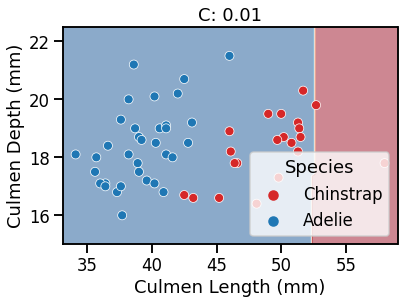 C: 0.01
Culmen Depth (mm)
22
20
18
16
Species
Chinstrap
Adelie
35
40
45
50
55
Culmen Length (mm)